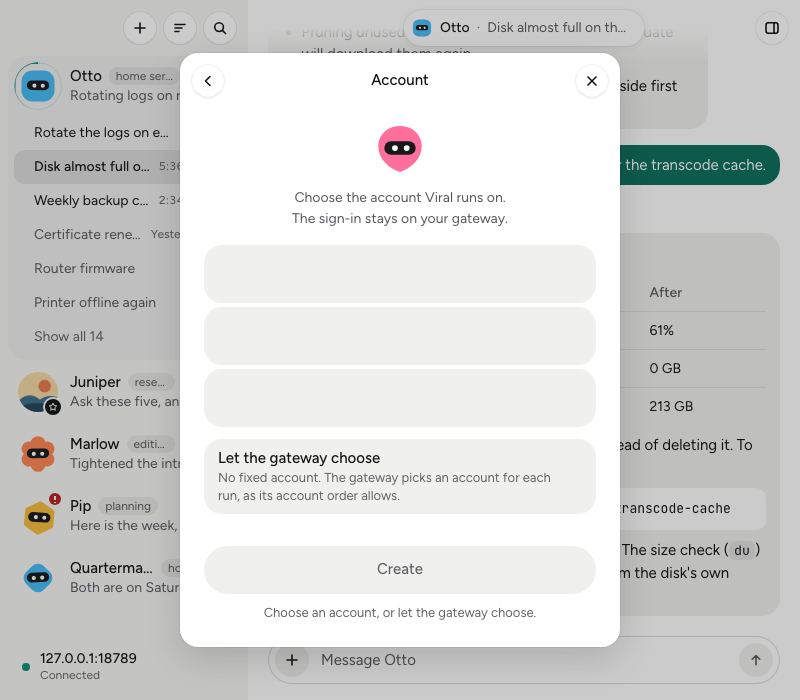 Otto
home ser...
Rotating logs on
Rotate the logs on e...
Disk almost full o...
5:36
Weekly backup c...
2:34
Certificate rene...
Yeste
Router firmware
Printer offline again
Show all 14
Juniper
rese...
Ask these five, an
Marlow
editi...
Tightened the int
Pip
planning
Here is the week,
Quarterma...
Both are on Satur
127.0.0.1:18789
Connected
Otto · Disk almost full on th...
Pruning unused
will download them again
side first
the transcode cache.
After
61%
0 GB
213 GB
ead of deleting it. To
transcode-cache
The size check ( du )
the disk's own
Message Otto
Account
Choose the account Viral runs on.
The sign-in stays on your gateway.
Let the gateway choose
No fixed account. The gateway picks an account for each
run, as its account order allows.
Create
Choose an account, or let the gateway choose.